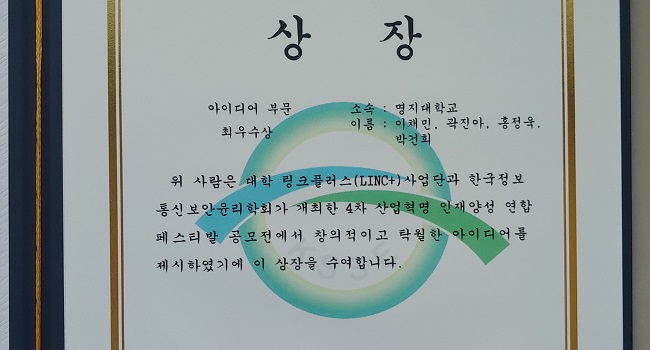 상 장
아이디어 부문
최우수상
소속 : 명지대학교
이름 : 이채민, 곽진아, 홍정욱,
박건희
위 사람은 대학 링크플러스(LINC+)사업단과 한국정보
통신보안윤리학회가 개최한 4차 산업혁명 인재양성 연합
페스티발 공모전에서 창의적이고 탁월한 아이디어를
제시하였기에 이 상장을 수여합니다.